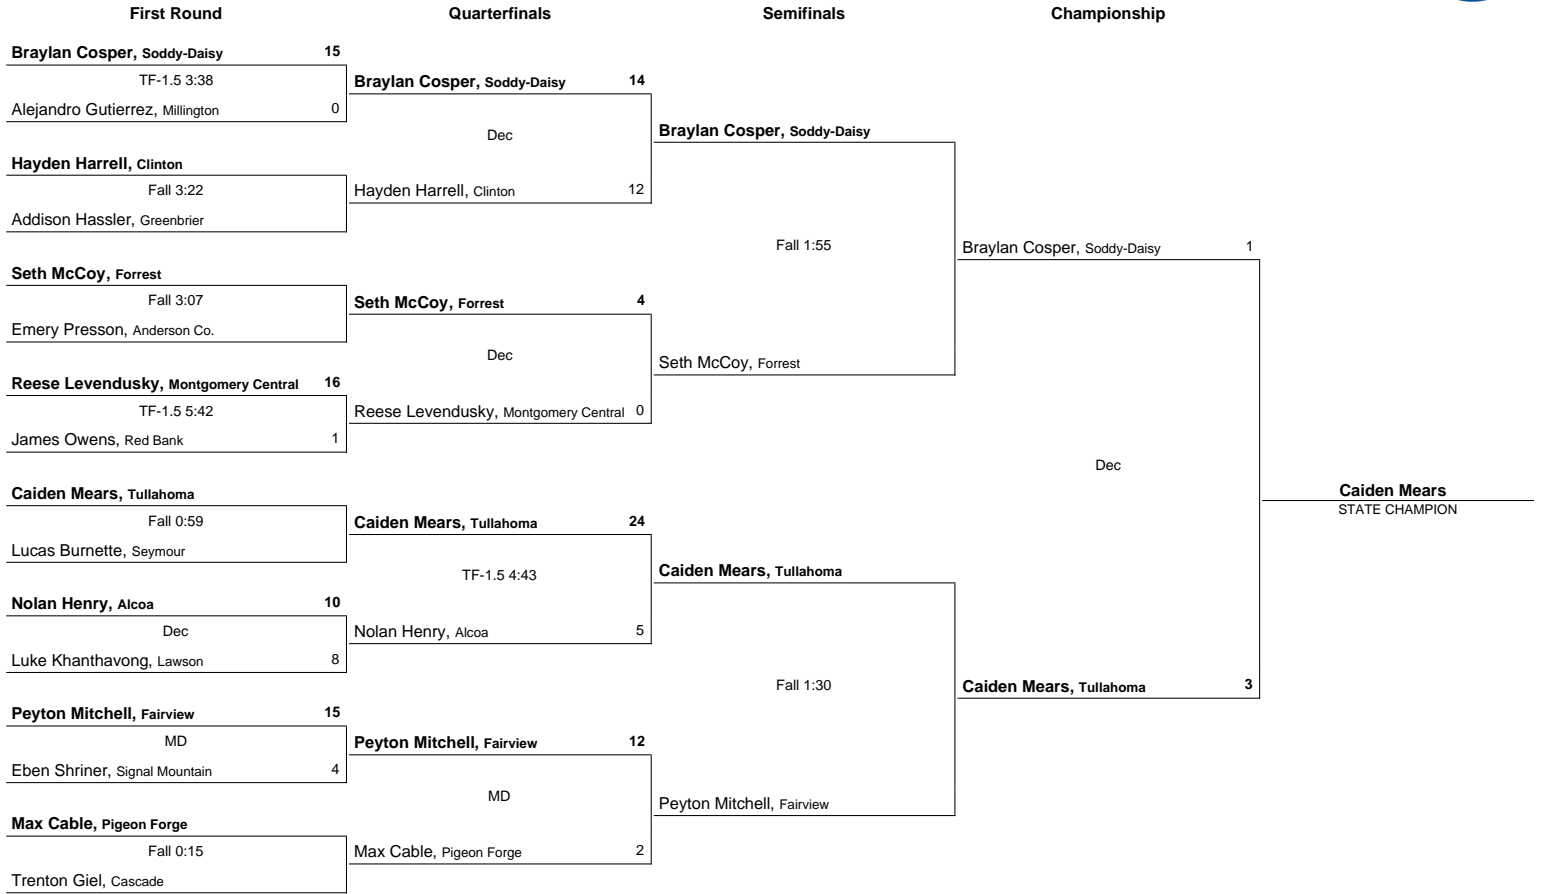 First Round
Quarterfinals
Semifinals
Championship
Braylan Cosper, Soddy-Daisy 15
TF-1.5 3:38
Alejandro Gutierrez, Millington 0
Hayden Harrell, Clinton
Fall 3:22
Addison Hassler, Greenbrier
Seth McCoy, Forrest
Fall 3:07
Emery Presson, Anderson Co.
Reese Levendusky, Montgomery Central 16
TF-1.5 5:42
James Owens, Red Bank 1
Caiden Mears, Tullahoma
Fall 0:59
Lucas Burnette, Seymour
Nolan Henry, Alcoa 10
Dec
Luke Khanthavong, Lawson 8
Peyton Mitchell, Fairview 15
MD
Eben Shriner, Signal Mountain 4
Max Cable, Pigeon Forge
Fall 0:15
Trenton Giel, Cascade
Braylan Cosper, Soddy-Daisy 14
Dec
Hayden Harrell, Clinton 12
Seth McCoy, Forrest 4
Dec
Reese Levendusky, Montgomery Central 0
Caiden Mears, Tullahoma 24
TF-1.5 4:43
Nolan Henry, Alcoa 5
Peyton Mitchell, Fairview 12
MD
Max Cable, Pigeon Forge 2
Braylan Cosper, Soddy-Daisy
Fall 1:55
Seth McCoy, Forrest
Caiden Mears, Tullahoma
Fall 1:30
Peyton Mitchell, Fairview
Braylan Cosper, Soddy-Daisy 1
Dec
Caiden Mears, Tullahoma 3
Caiden Mears
STATE CHAMPION